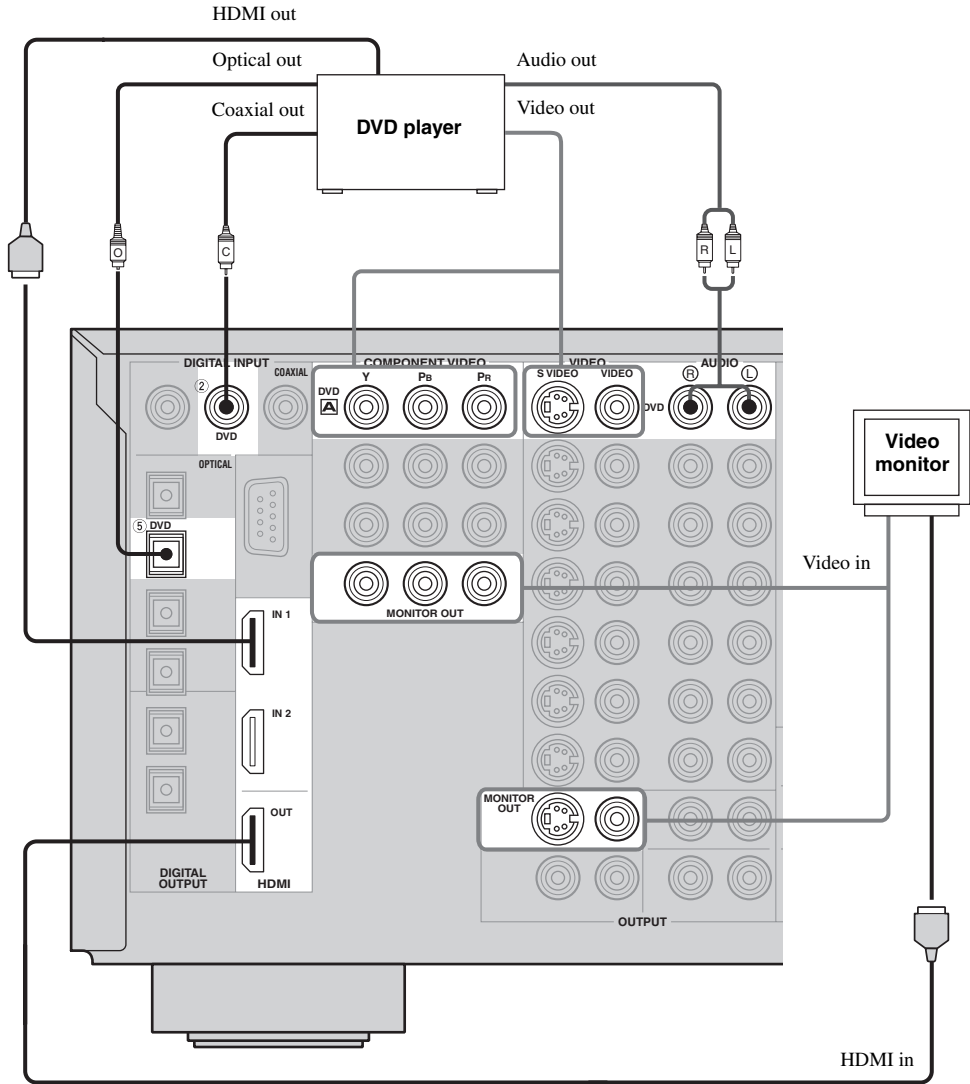 HDMI out
Optical out
Audio out
Coaxial out
Video out
DVD player
O
C
R
L
DIGITAL INPUT
COMPONENT VIDEO
VIDEO
AUDIO
COAXIAL
Y
PB
PR
S VIDEO
VIDEO
R
L
②
DVD
A
DVD
DVD
OPTICAL
Video
monitor
⑤ DVD
Video in
IN 1
MONITOR OUT
IN 2
MONITOR
OUT
OUT
DIGITAL
OUTPUT
HDMI
OUTPUT
HDMI in